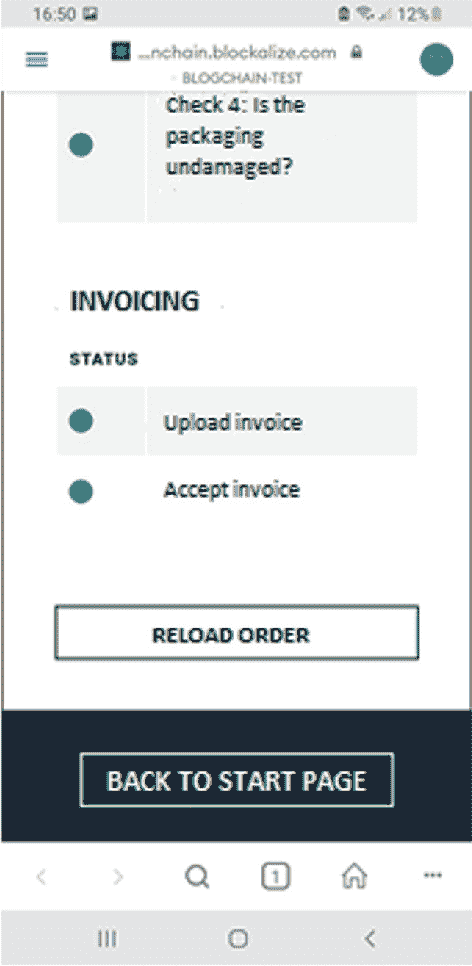 16:50 12%
...nchain.blockalize.com
BLOGCHAIN-TEST
Check 4: Is the
packaging
undamaged?
INVOICING
STATUS
Upload invoice
Accept invoice
RELOAD ORDER
BACK TO START PAGE
1